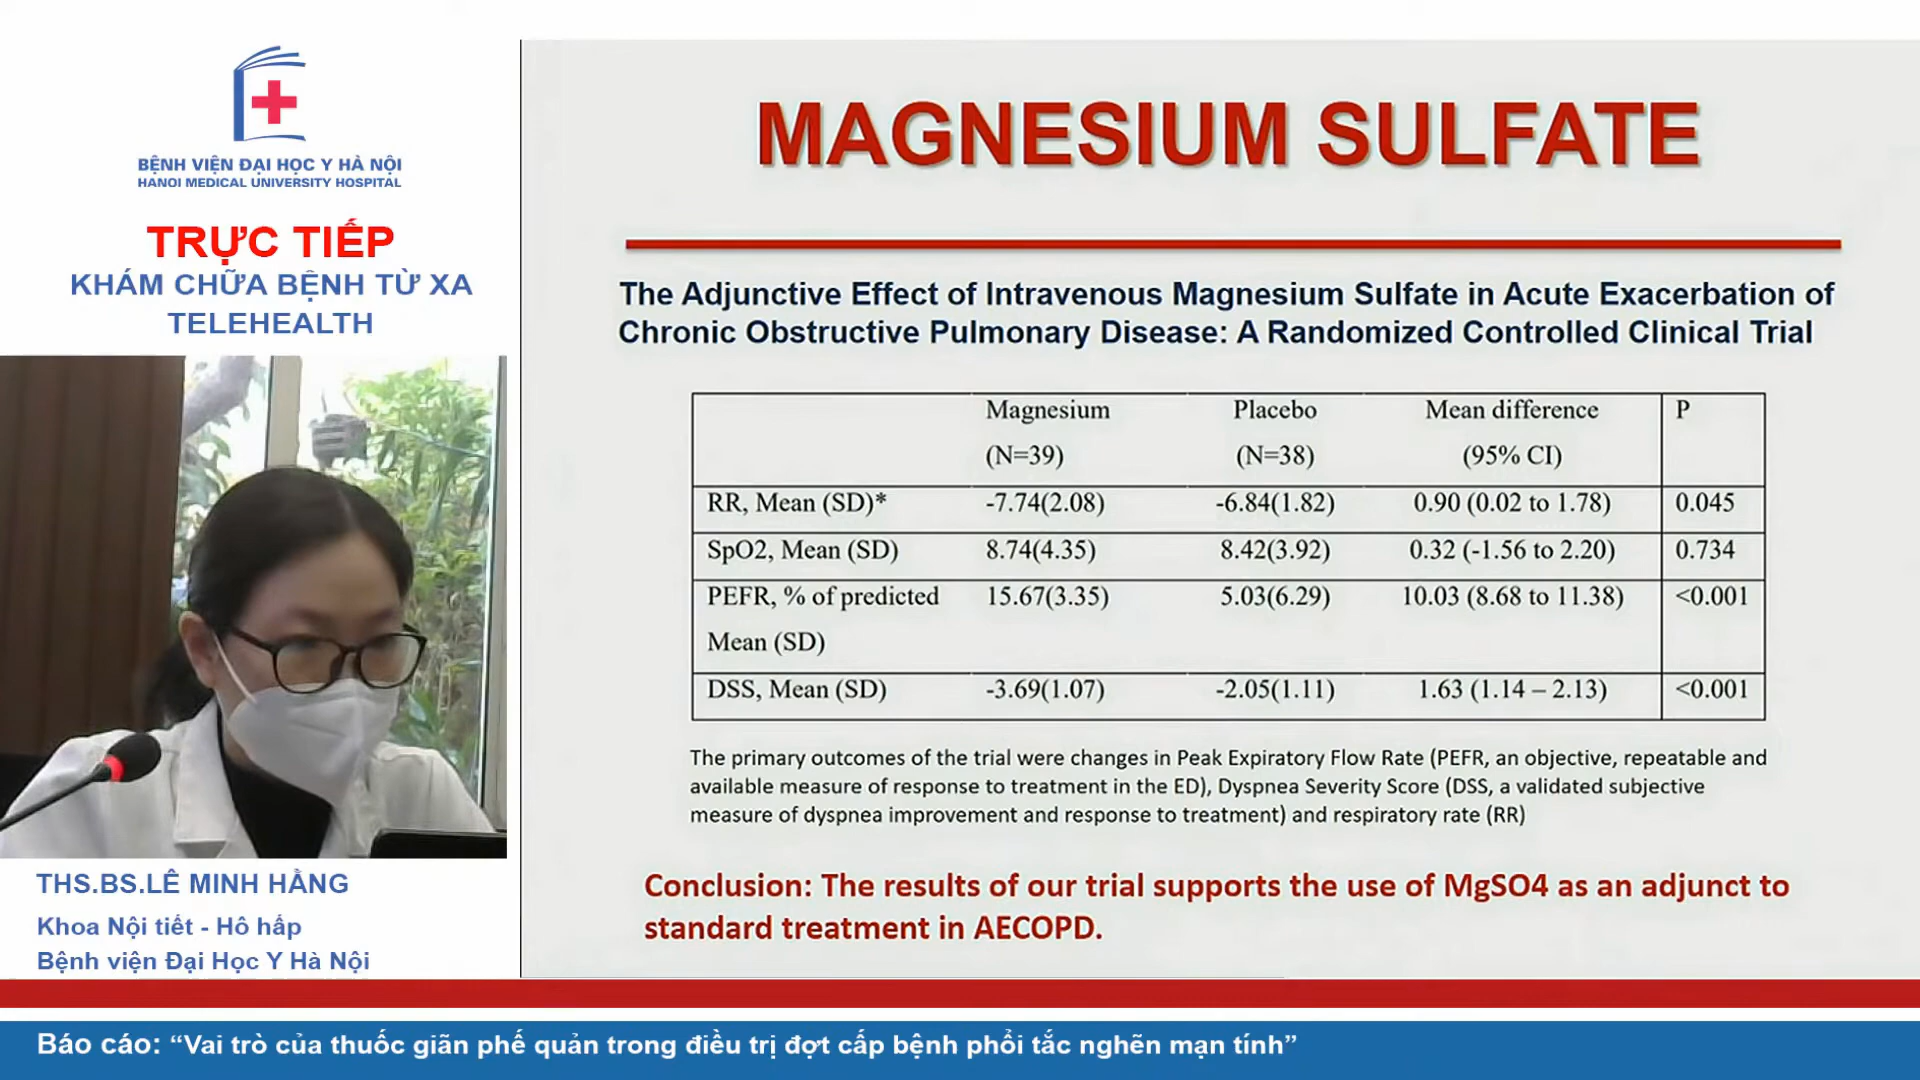 BỆNH VIỆN ĐẠI HỌC Y HÀ NỘI
HANOI MEDICAL UNIVERSITY HOSPITAL
TRỰC TIẾP
KHÁM CHỮA BỆNH TỪ XA
TELEHEALTH
THS.BS.LÊ MINH HẰNG
Khoa Nội tiết - Hô hấp
Bệnh viện Đại Học Y Hà Nội
MAGNESIUM SULFATE
The Adjunctive Effect of Intravenous Magnesium Sulfate in Acute Exacerbation of
Chronic Obstructive Pulmonary Disease: A Randomized Controlled Clinical Trial
Magnesium (N=39) Placebo (N=38) Mean difference (95% CI) P
RR, Mean (SD)* -7.74(2.08) -6.84(1.82) 0.90 (0.02 to 1.78) 0.045
SpO2, Mean (SD) 8.74(4.35) 8.42(3.92) 0.32 (-1.56 to 2.20) 0.734
PEFR, % of predicted Mean (SD) 15.67(3.35) 5.03(6.29) 10.03 (8.68 to 11.38) <0.001
DSS, Mean (SD) -3.69(1.07) -2.05(1.11) 1.63 (1.14 – 2.13) <0.001
The primary outcomes of the trial were changes in Peak Expiratory Flow Rate (PEFR, an objective, repeatable and
available measure of response to treatment in the ED), Dyspnea Severity Score (DSS, a validated subjective
measure of dyspnea improvement and response to treatment) and respiratory rate (RR)
Conclusion: The results of our trial supports the use of MgSO4 as an adjunct to
standard treatment in AECOPD.
Báo cáo: “Vai trò của thuốc giãn phế quản trong điều trị đợt cấp bệnh phổi tắc nghẽn mạn tính”